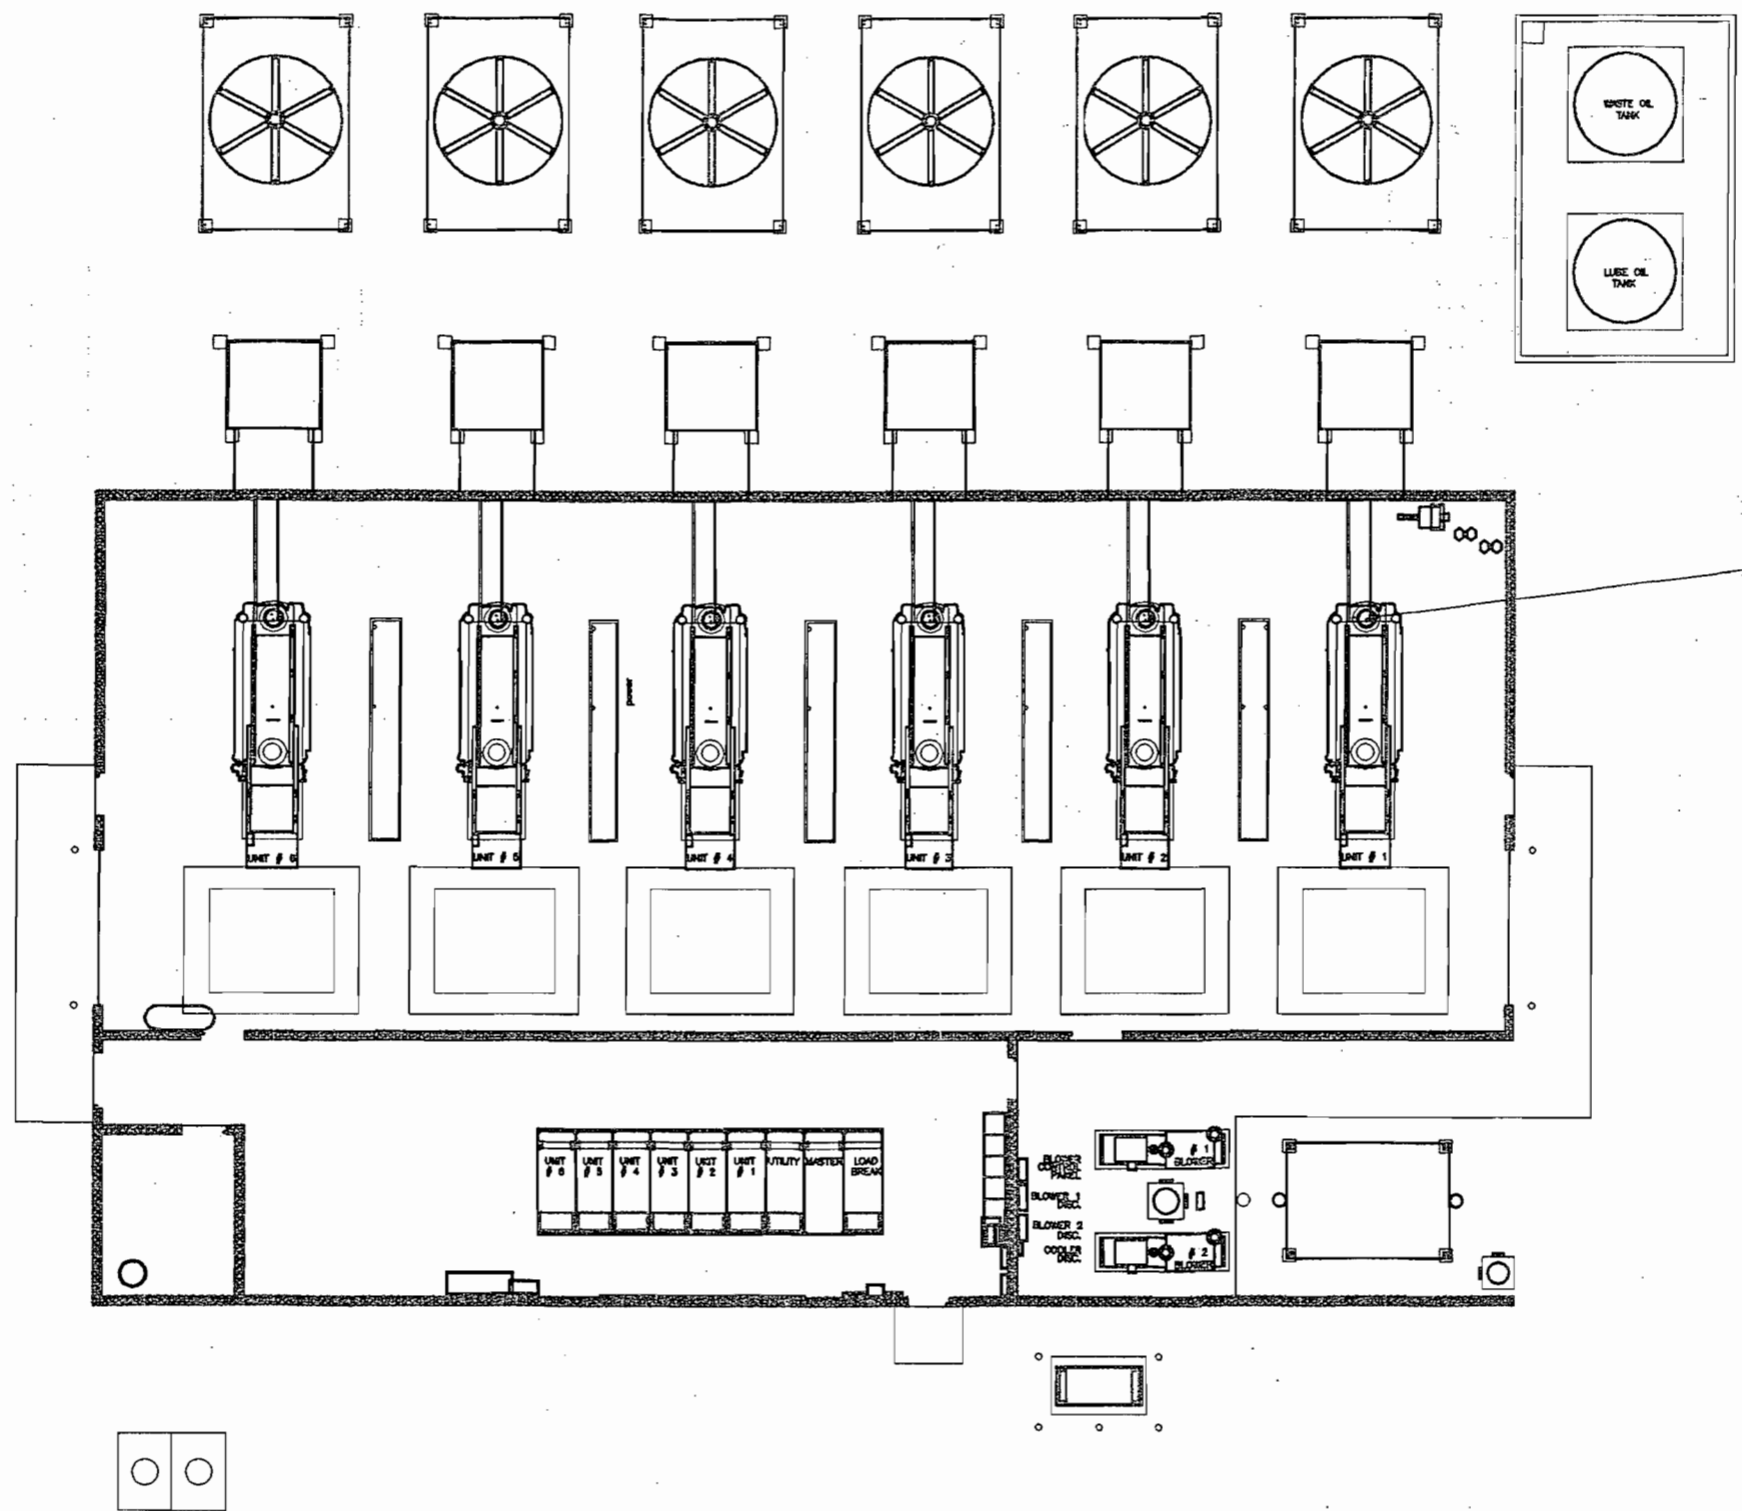 WASTE OIL
TANK
LUBE OIL
TANK
power
UNIT # 6
UNIT # 5
UNIT # 4
UNIT # 3
UNIT # 2
UNIT # 1
UNIT
# 6
UNIT
# 5
UNIT
# 4
UNIT
# 3
UNIT
# 2
UNIT
# 1
UTILITY
MASTER
LOAD
BREAK
BLOWER
CONTROL
PANEL
BLOWER 1
DISC.
BLOWER 2
DISC.
COOLER
DISC.
# 1
BLOWER
# 2
BLOWER